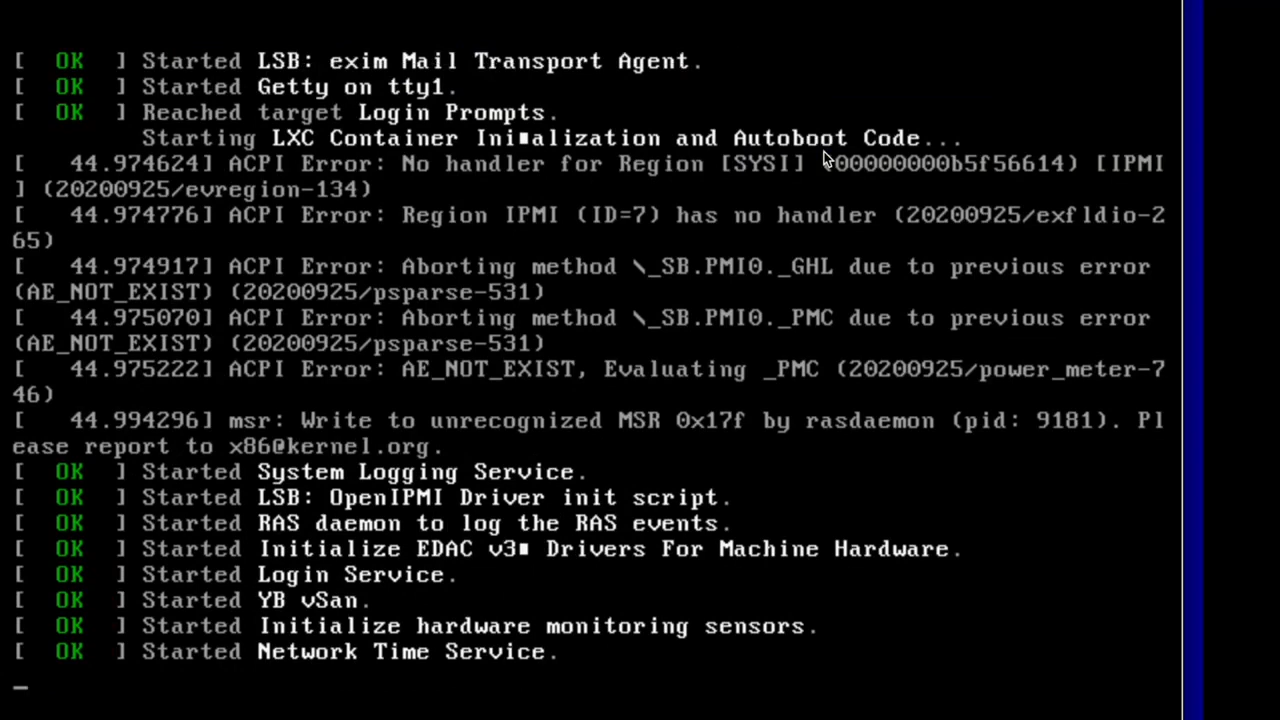 [  OK  ] Started LSB: exim Mail Transport Agent.
[  OK  ] Started Getty on tty1.
[  OK  ] Reached target Login Prompts.
Starting LXC Container Ini■alization and Autoboot Code...
[   44.974624] ACPI Error: No handler for Region [SYSI] 00000000b5f56614) [IPMI
] (20200925/evregion-134)
[   44.974776] ACPI Error: Region IPMI (ID=7) has no handler (20200925/exfldio-2
65)
[   44.974917] ACPI Error: Aborting method \_SB.PMI0._GHL due to previous error
(AE_NOT_EXIST) (20200925/psparse-531)
[   44.975070] ACPI Error: Aborting method \_SB.PMI0._PMC due to previous error
(AE_NOT_EXIST) (20200925/psparse-531)
[   44.975222] ACPI Error: AE_NOT_EXIST, Evaluating _PMC (20200925/power_meter-7
46)
[   44.994296] msr: Write to unrecognized MSR 0x17f by rasdaemon (pid: 9181). Pl
ease report to x86@kernel.org.
[  OK  ] Started System Logging Service.
[  OK  ] Started LSB: OpenIPMI Driver init script.
[  OK  ] Started RAS daemon to log the RAS events.
[  OK  ] Started Initialize EDAC v3■ Drivers For Machine Hardware.
[  OK  ] Started Login Service.
[  OK  ] Started YB vSan.
[  OK  ] Started Initialize hardware monitoring sensors.
[  OK  ] Started Network Time Service.